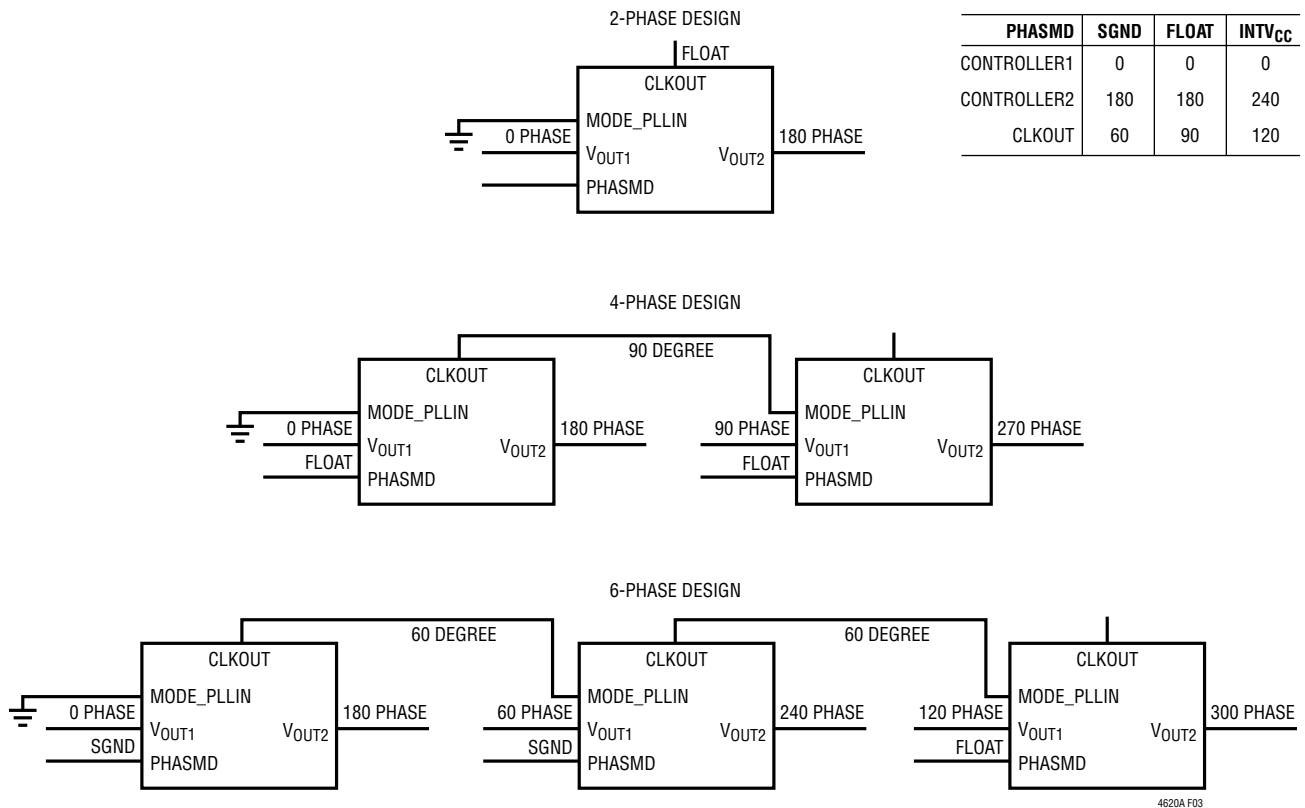 2-PHASE DESIGN
FLOAT
CLKOUT
MODE_PLLIN
0 PHASE
VOUT1
VOUT2
180 PHASE
PHASMD
PHASMD SGND FLOAT INTVCC
CONTROLLER1 0 0 0
CONTROLLER2 180 180 240
CLKOUT 60 90 120
4-PHASE DESIGN
90 DEGREE
CLKOUT
MODE_PLLIN
0 PHASE
VOUT1
VOUT2
180 PHASE
FLOAT
PHASMD
CLKOUT
MODE_PLLIN
90 PHASE
VOUT1
VOUT2
270 PHASE
FLOAT
PHASMD
6-PHASE DESIGN
60 DEGREE
60 DEGREE
CLKOUT
MODE_PLLIN
0 PHASE
VOUT1
VOUT2
180 PHASE
SGND
PHASMD
CLKOUT
MODE_PLLIN
60 PHASE
VOUT1
VOUT2
240 PHASE
SGND
PHASMD
CLKOUT
MODE_PLLIN
120 PHASE
VOUT1
VOUT2
300 PHASE
FLOAT
PHASMD
4620A F03